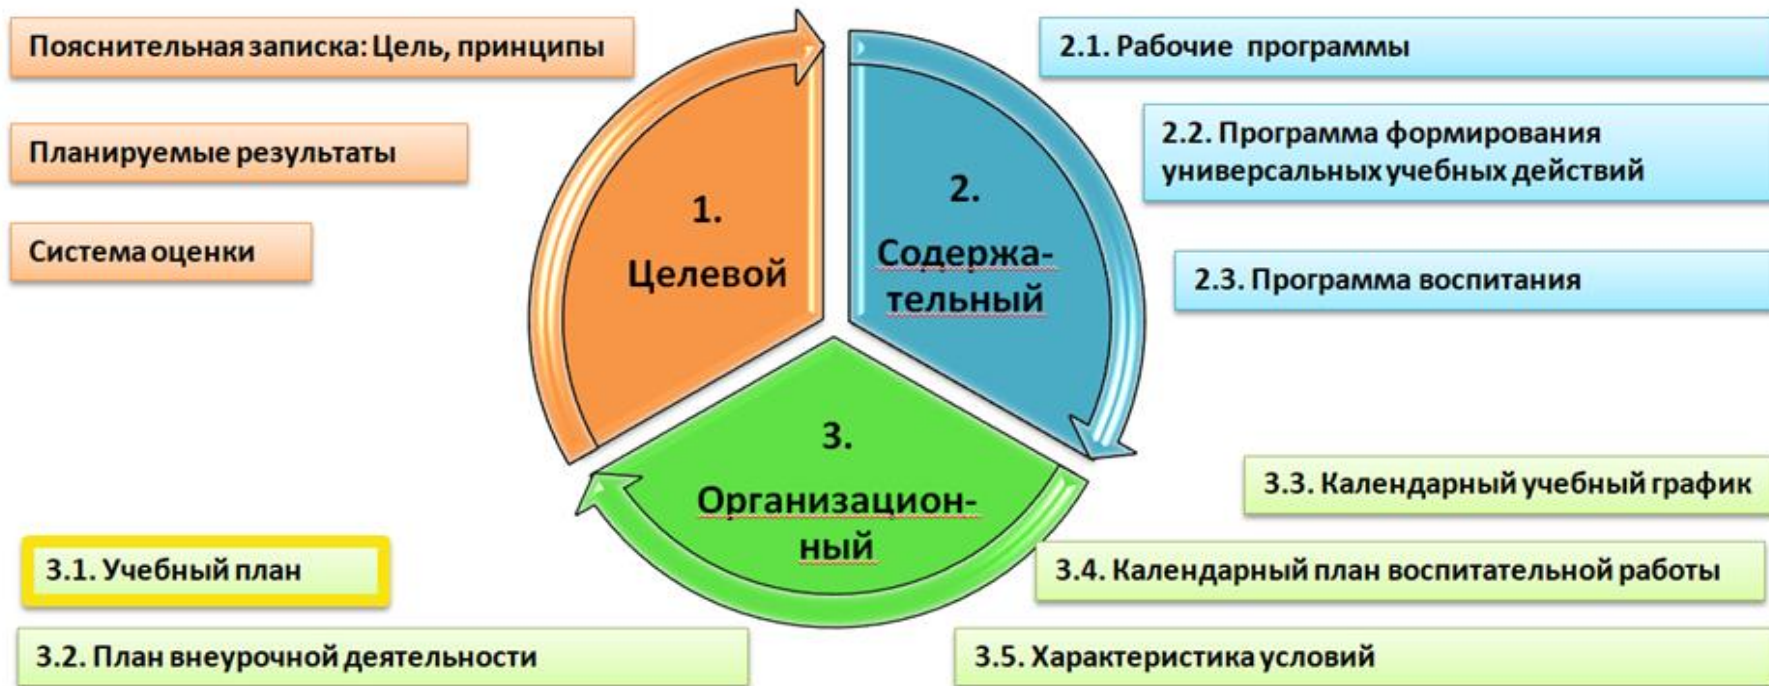 Пояснительная записка: Цель, принципы
Планируемые результаты
Система оценки
1.
Целевой
2.
Содержа-
тельный
2.1. Рабочие программы
2.2. Программа формирования
универсальных учебных действий
2.3. Программа воспитания
3.
Организацион-
ный
3.1. Учебный план
3.2. План внеурочной деятельности
3.3. Календарный учебный график
3.4. Календарный план воспитательной работы
3.5. Характеристика условий